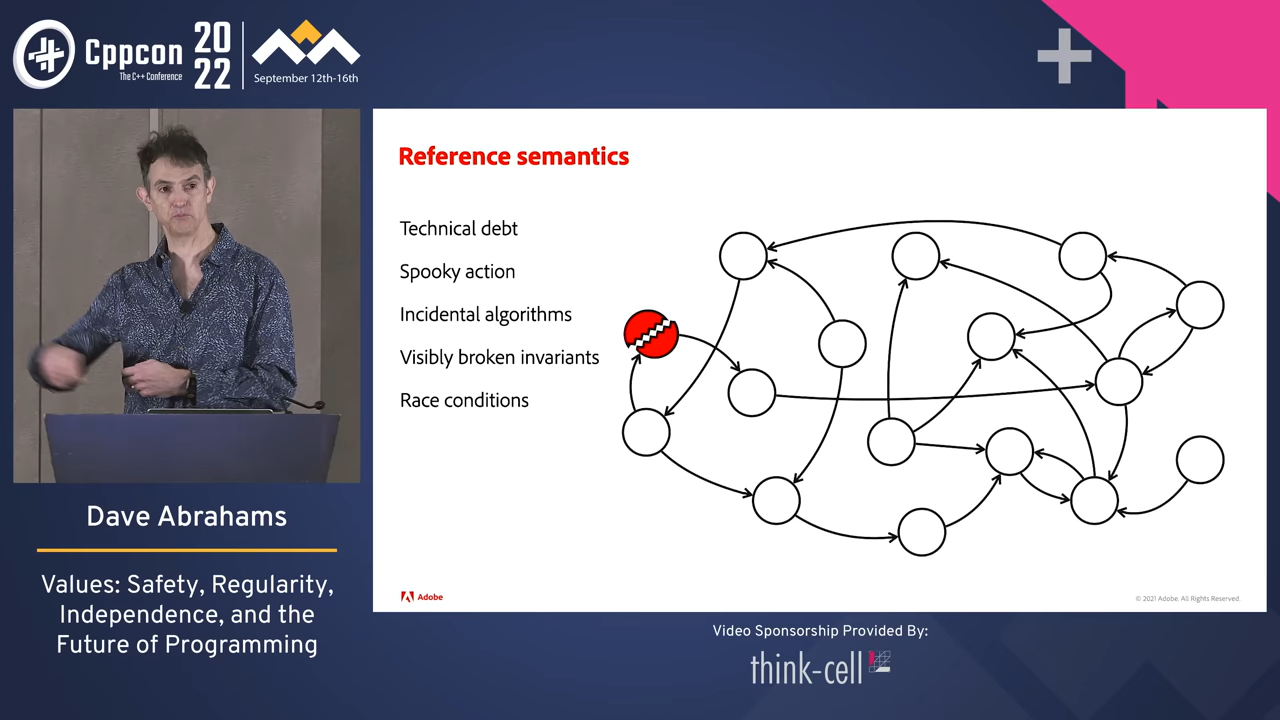 Cppcon
The C++ Conference
20
22
September 12th-16th
Reference semantics
Technical debt
Spooky action
Incidental algorithms
Visibly broken invariants
Race conditions
Adobe
© 2021 Adobe. All Rights Reserved.
Dave Abrahams
Values: Safety, Regularity,
Independence, and the
Future of Programming
Video Sponsorship Provided By:
think-cell